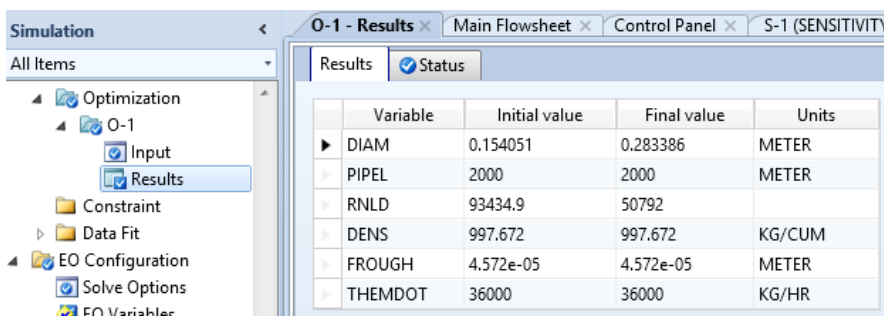 Simulation
All Items
Optimization
O-1
Input
Results
Constraint
Data Fit
EO Configuration
Solve Options
EO Variables
O-1 - Results Main Flowsheet Control Panel S-1 (SENSITIVITY
Results Status
Variable Initial value Final value Units
DIAM 0.154051 0.283386 METER
PIPEL 2000 2000 METER
RNLD 93434.9 50792
DENS 997.672 997.672 KG/CUM
FROUGH 4.572e-05 4.572e-05 METER
THEMDOT 36000 36000 KG/HR